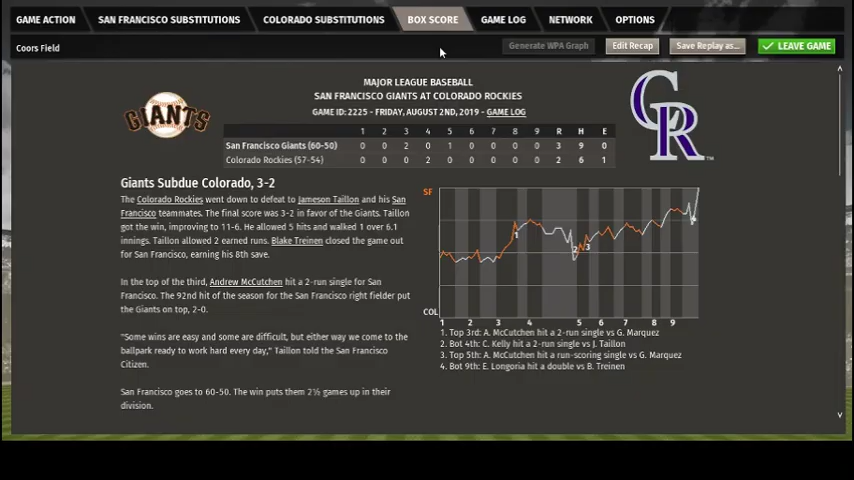 GAME ACTION SAN FRANCISCO SUBSTITUTIONS COLORADO SUBSTITUTIONS BOX SCORE GAME LOG NETWORK OPTIONS
Coors Field Generate WPA Graph Edit Recap Save Replay as... LEAVE GAME
MAJOR LEAGUE BASEBALL
SAN FRANCISCO GIANTS AT COLORADO ROCKIES
GAME ID: 2225 - FRIDAY, AUGUST 2ND, 2019 - GAME LOG
GIANTS
CR
TM
1 2 3 4 5 6 7 8 9 R H E
San Francisco Giants (60-50) 0 0 2 0 1 0 0 0 0 3 9 0
Colorado Rockies (57-54) 0 0 0 2 0 0 0 0 0 2 6 1
Giants Subdue Colorado, 3-2
The Colorado Rockies went down to defeat to Jameson Taillon and his San
Francisco teammates. The final score was 3-2 in favor of the Giants. Taillon
got the win, improving to 11-6. He allowed 5 hits and walked 1 over 6.1
innings. Taillon allowed 2 earned runs. Blake Treinen closed the game out
for San Francisco, earning his 8th save.
In the top of the third, Andrew McCutchen hit a 2-run single for San
Francisco. The 92nd hit of the season for the San Francisco right fielder put
the Giants on top, 2-0.
"Some wins are easy and some are difficult, but either way we come to the
ballpark ready to work hard every day," Taillon told the San Francisco
Citizen.
San Francisco goes to 60-50. The win puts them 2½ games up in their
division.
SF
1 2 3 4
COL
1 2 3 4 5 6 7 8 9
1. Top 3rd: A. McCutchen hit a 2-run single vs G. Marquez
2. Bot 4th: C. Kelly hit a 2-run single vs J. Taillon
3. Top 5th: A. McCutchen hit a run-scoring single vs G. Marquez
4. Bot 9th: E. Longoria hit a double vs B. Treinen